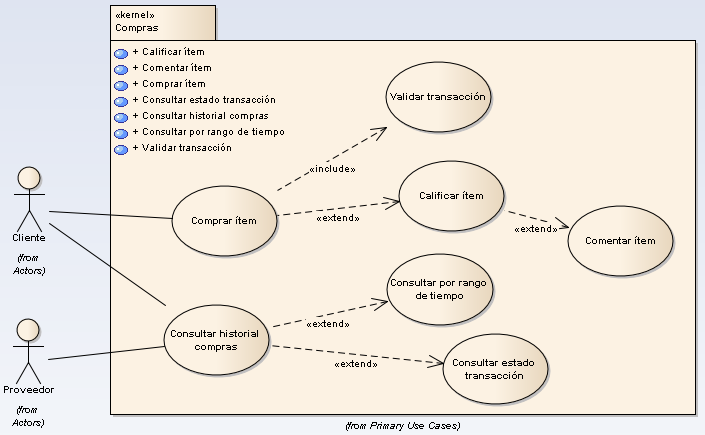 «kernel»
Compras
+ Calificar ítem
+ Comentar ítem
+ Comprar ítem
+ Consultar estado transacción
+ Consultar historial compras
+ Consultar por rango de tiempo
+ Validar transacción
Validar transacción
«include»
Cliente
(from
Actors)
Comprar ítem
«extend»
Calificar ítem
«extend»
Comentar ítem
Consultar por rango
de tiempo
«extend»
Consultar historial
compras
«extend»
Consultar estado
transacción
Proveedor
(from
Actors)
(from Primary Use Cases)